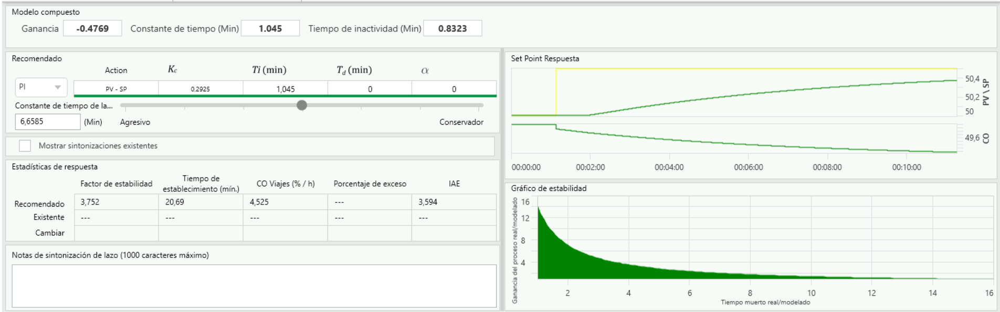 Modelo compuesto
Ganancia -0.4769 Constante de tiempo (Min) 1.045 Tiempo de inactividad (Min) 0.8323
Recomendado
Action Kc Ti (min) Td (min) α
PI PV - SP 0,2925 1,045 0 0
Constante de tiempo de la...
6,6585 (Min) Agresivo Conservador
Mostrar sintonizaciones existentes
Estadísticas de respuesta
Factor de estabilidad Tiempo de establecimiento (mín.) CO Viajes (% / h) Porcentaje de exceso IAE
Recomendado 3,752 20,69 4,525 --- 3,594
Existente --- --- --- --- ---
Cambiar
Notas de sintonización de lazo (1000 caracteres máximo)
Set Point Respuesta
50,4
50,2
50
PV \ SP
49,6
CO
00:00:00 00:02:00 00:04:00 00:06:00 00:08:00 00:10:00
Gráfico de estabilidad
Ganancia del proceso real/modelado
16
12
8
4
2 4 6 8 10 12 14 16
Tiempo muerto real/modelado